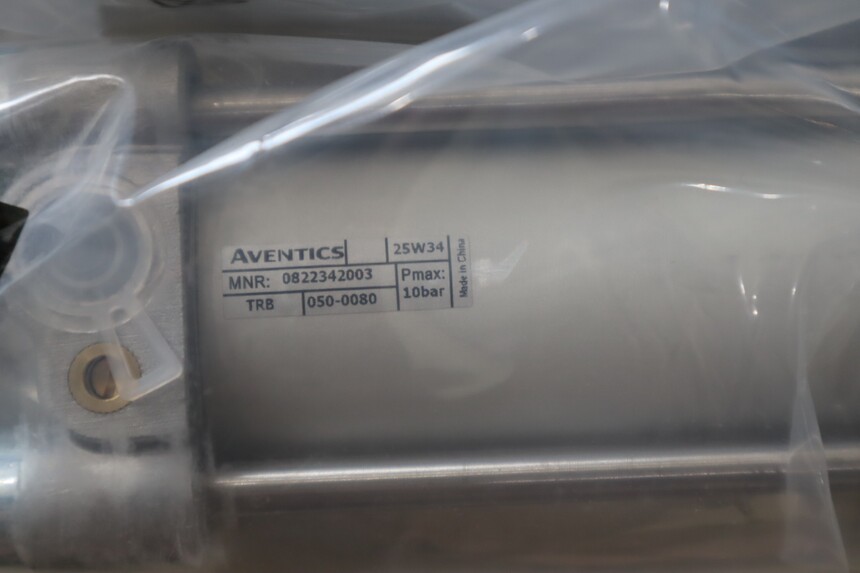 AVENTICS 25W34
MNR: 0822342003 Pmax:
TRB 050-0080 10bar
Made in China